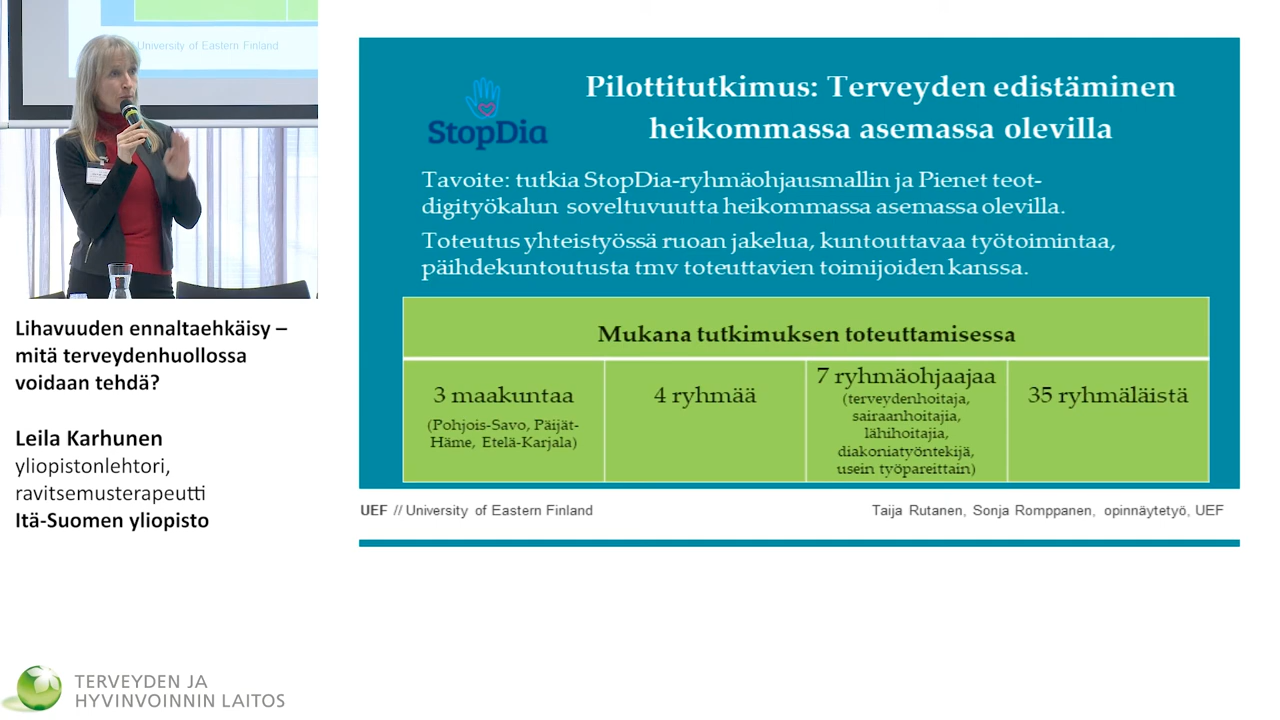 University of Eastern Finland
Lihavuuden ennaltaehkäisy –
mitä terveydenhuollossa
voidaan tehdä?
Leila Karhunen
yliopistonlehtori,
ravitsemusterapeutti
Itä-Suomen yliopisto
TERVEYDEN JA
HYVINVOINNIN LAITOS
StopDia
Pilottitutkimus: Terveyden edistäminen
heikommassa asemassa olevilla
Tavoite: tutkia StopDia-ryhmäohjausmallin ja Pienet teot-
digityökalun soveltuvuutta heikommassa asemassa olevilla.
Toteutus yhteistyössä ruoan jakelua, kuntouttavaa työtoimintaa,
päihdekuntoutusta tmv toteuttavien toimijoiden kanssa.
Mukana tutkimuksen toteuttamisessa
3 maakuntaa
(Pohjois-Savo, Päijät-
Häme, Etelä-Karjala)
4 ryhmää
7 ryhmäohjaajaa
(terveydenhoitaja,
sairaanhoitajia,
lähihoitajia,
diakoniatyöntekijä,
usein työpareittain)
35 ryhmäläistä
UEF // University of Eastern Finland
Taija Rutanen, Sonja Romppanen, opinnäytetyö, UEF